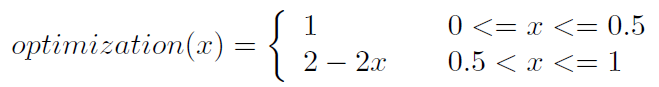 optimization(x) = { 1 0 <= x <= 0.5
2 − 2x 0.5 < x <= 1